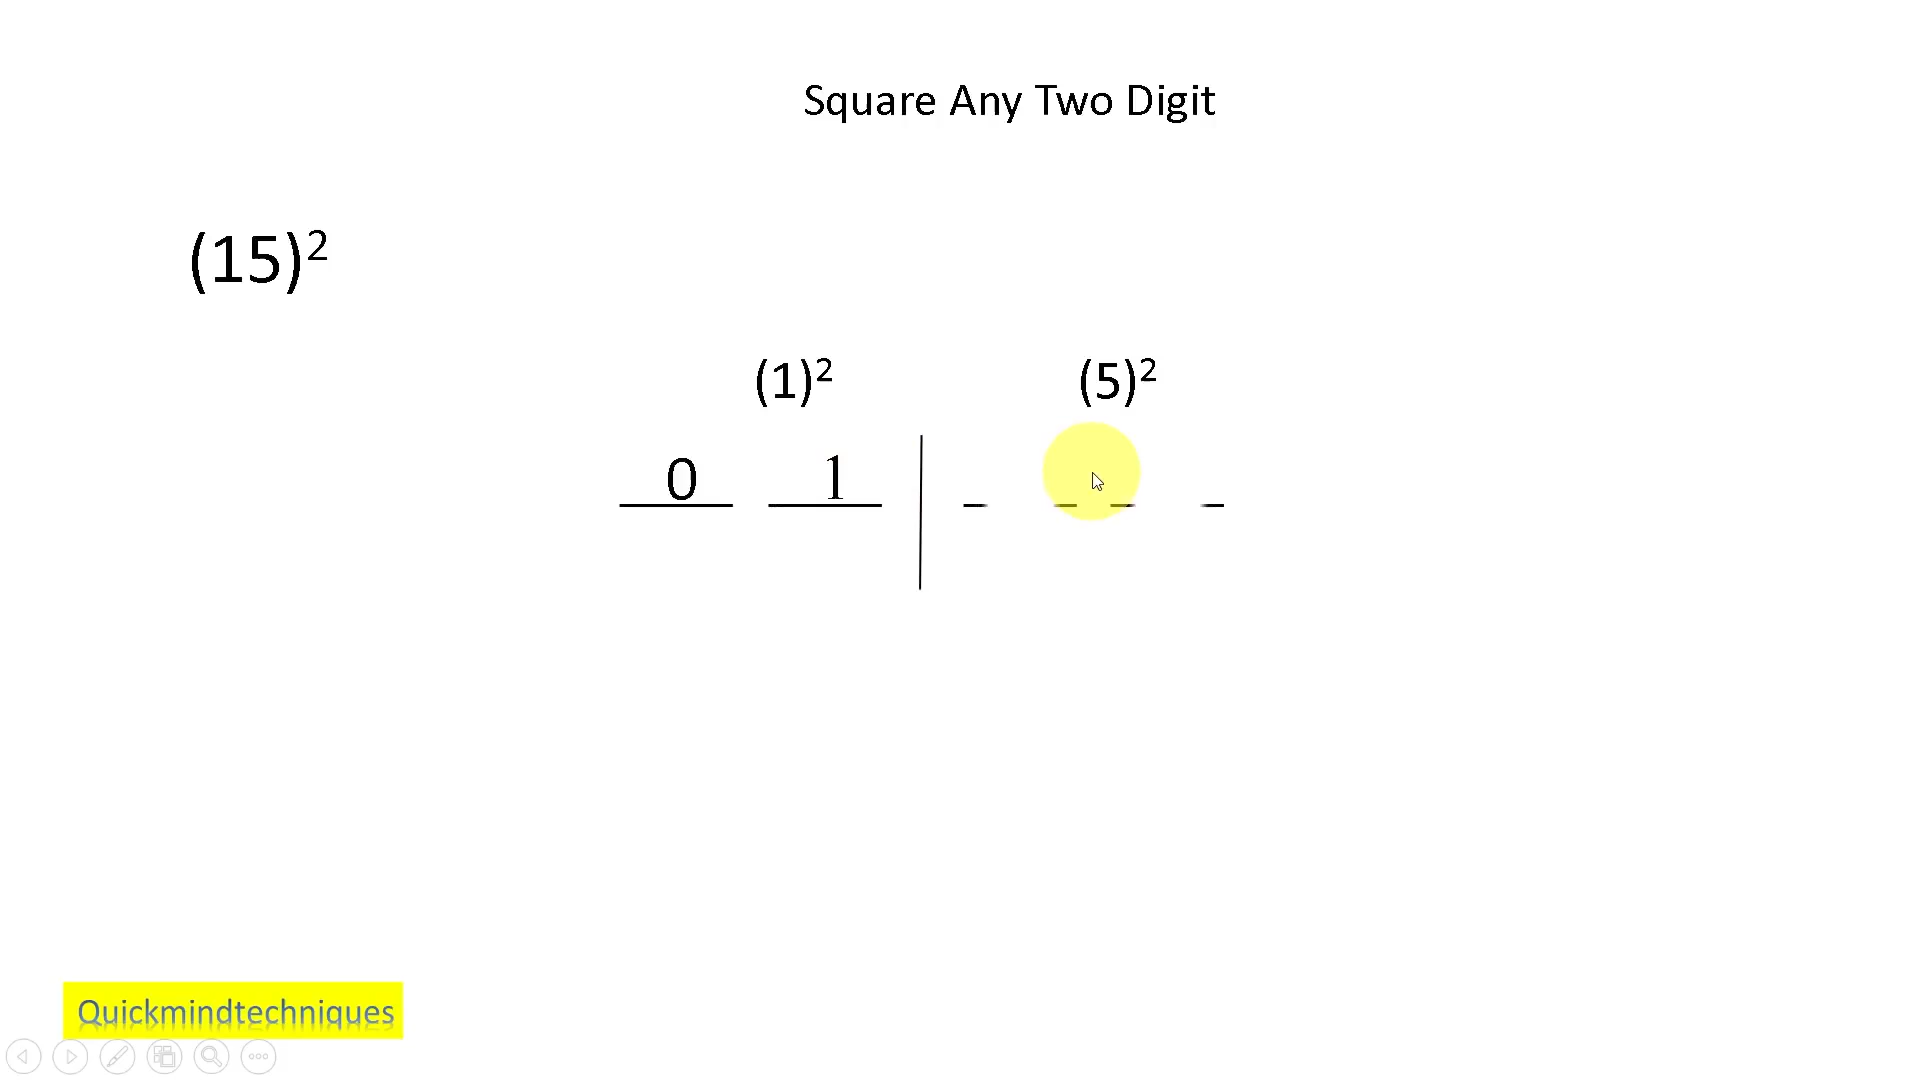 Square Any Two Digit
(15)²
(1)² (5)²
0 1
Quickmindtechniques